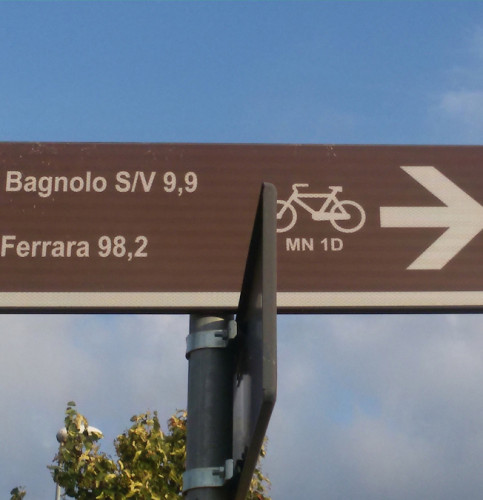 Bagnolo S/V 9,9
Ferrara 98,2
MN 1D